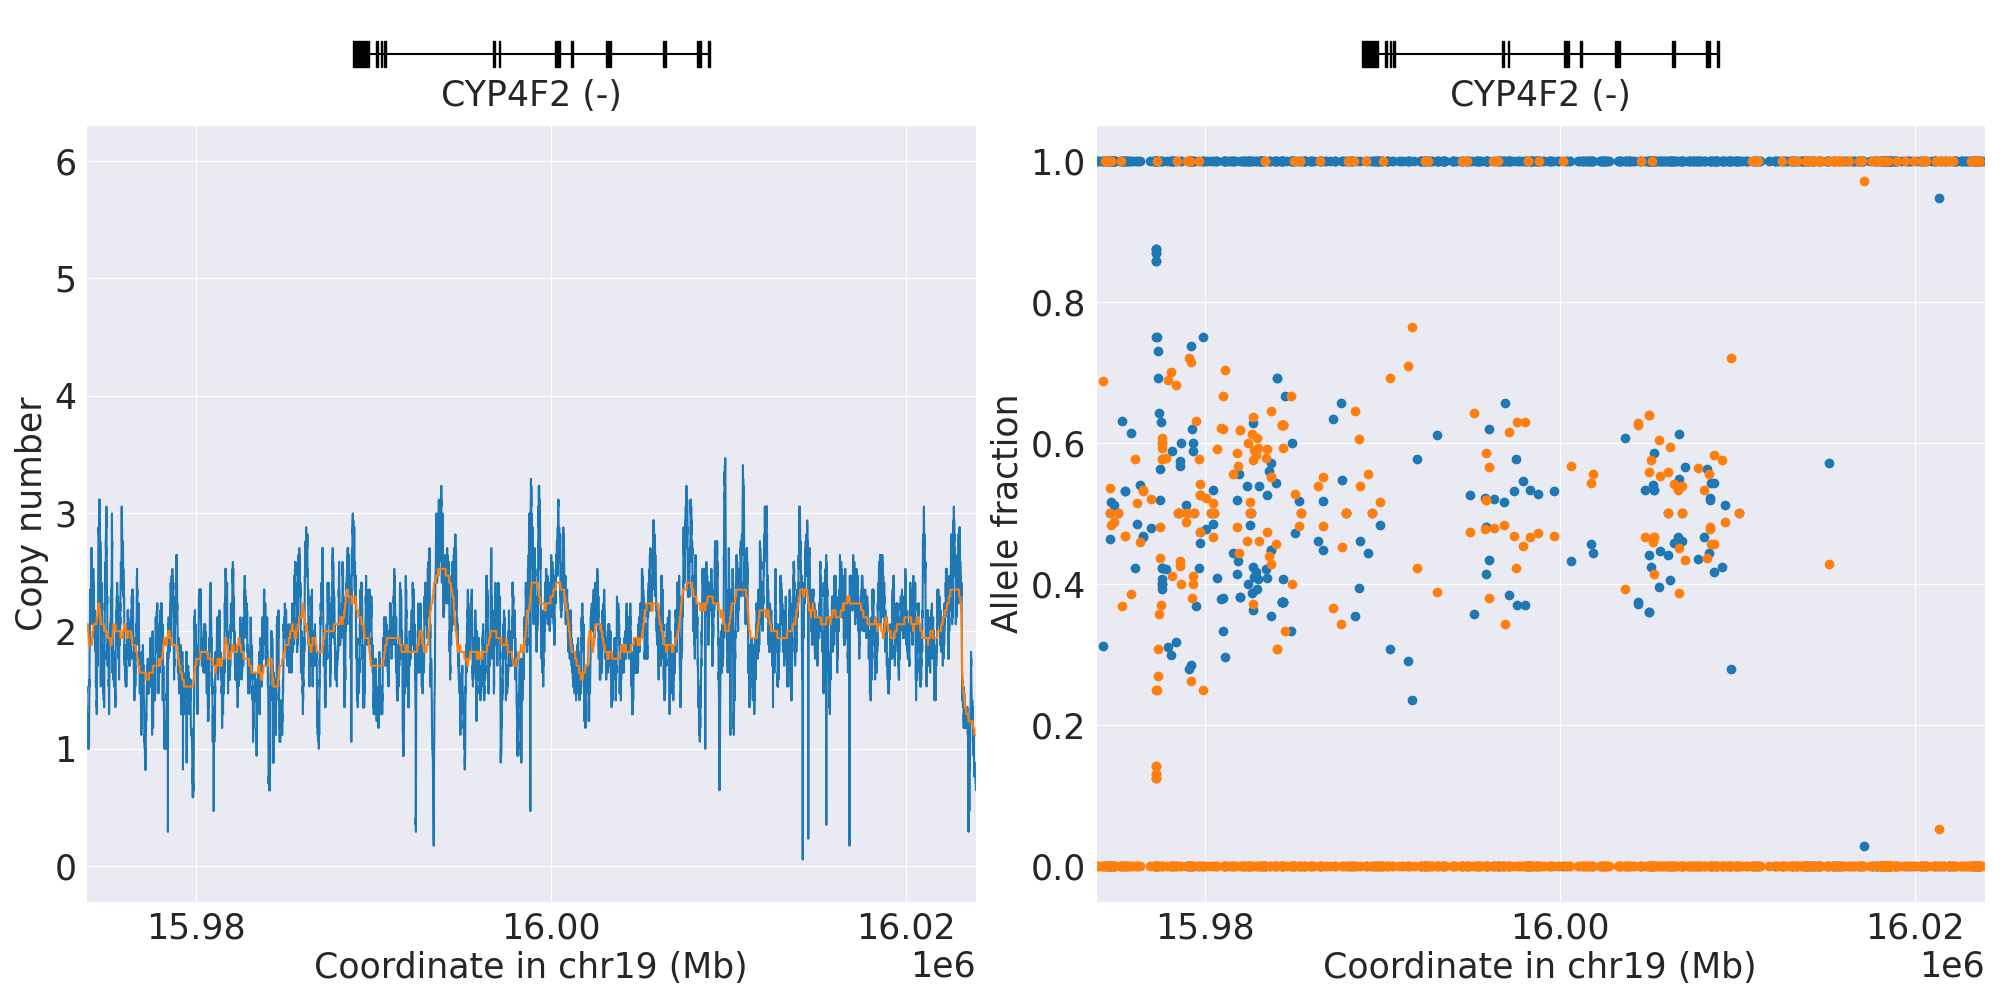 CYP4F2 (-)
6
5
4
3
2
1
0
Copy number
15.98
16.00
16.02
Coordinate in chr19 (Mb)
1e6
CYP4F2 (-)
1.0
0.8
0.6
0.4
0.2
0.0
Allele fraction
15.98
16.00
16.02
Coordinate in chr19 (Mb)
1e6